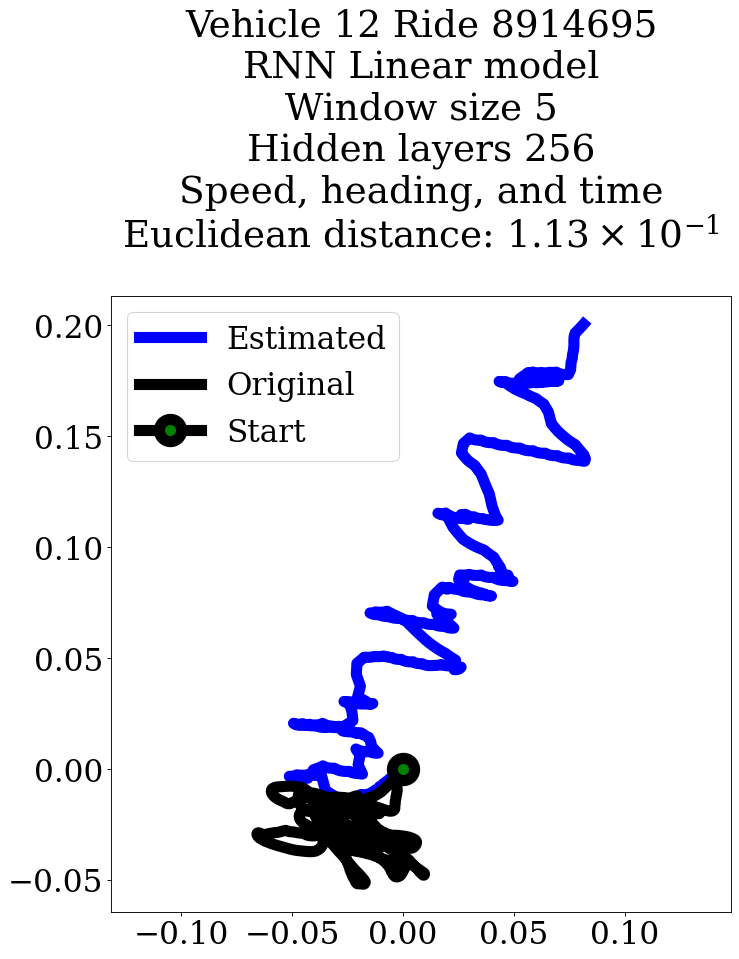 Vehicle 12 Ride 8914695
RNN Linear model
Window size 5
Hidden layers 256
Speed, heading, and time
Euclidean distance: 1.13 × 10⁻¹
Estimated
Original
Start
0.20
0.15
0.10
0.05
0.00
−0.05
−0.10 −0.05 0.00 0.05 0.10